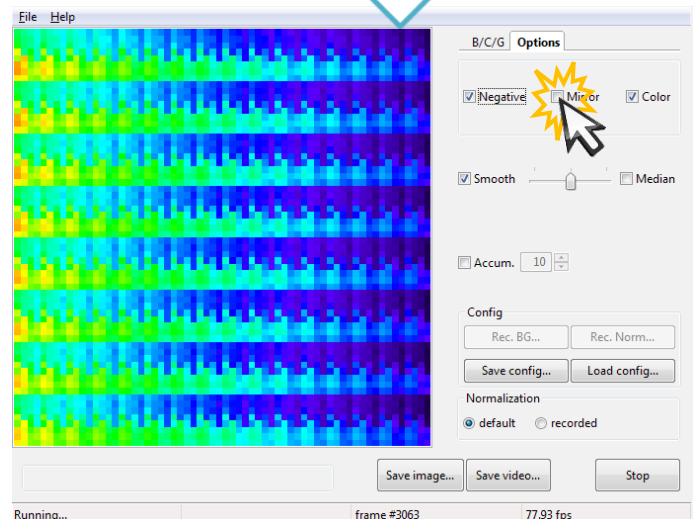 File Help
B/C/G Options
Negative Mirror Color
Smooth Median
Accum. 10
Config
Rec. BG... Rec. Norm...
Save config... Load config...
Normalization
default recorded
Save image... Save video... Stop
Running... frame #3063 77.93 fps